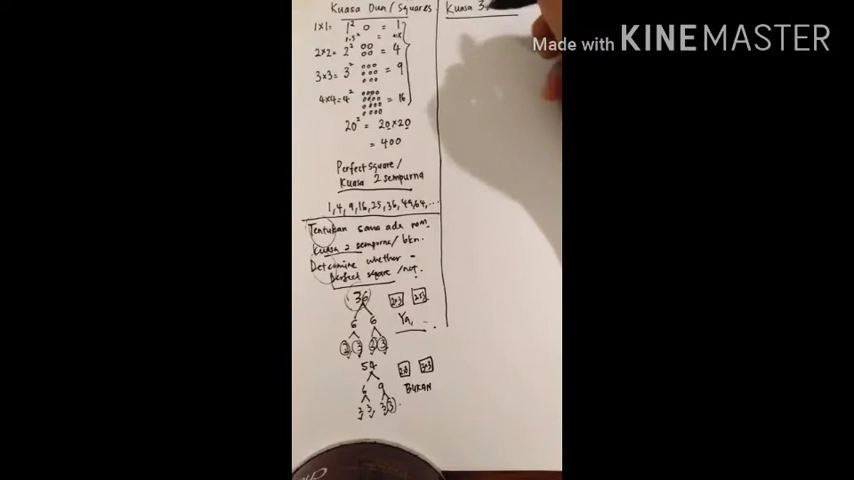 Kuasa Dua / Squares
1x1= 1² = 1
2x2= 2² = 4
3x3= 3² = 9
4x4= 4² = 16
20² = 20x20
= 400
Perfect Square /
Kuasa 2 sempurna
1, 4, 9, 16, 25, 36, 49, 64, ...
Tentukan sama ada nom.
Kuasa 2 sempurna / bkn.
Determine whether -
perfect square / not.
36
6 6
2 3 2 3
2x3 2x3
Ya,
54
6 9
3 3
2x3 3x3
BUKAN
Kuasa 3
Made with KINEMASTER